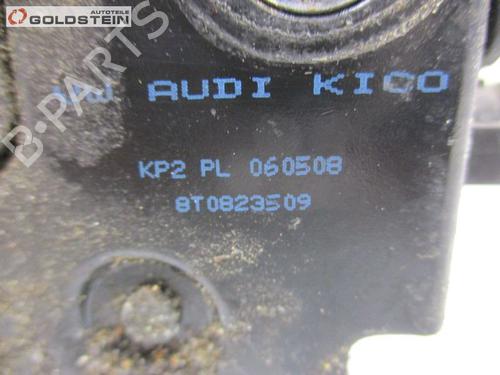 Autoteile
GOLDSTEIN
B-Parts
AUDI KICO
KP2 PL 060508
8T0823509